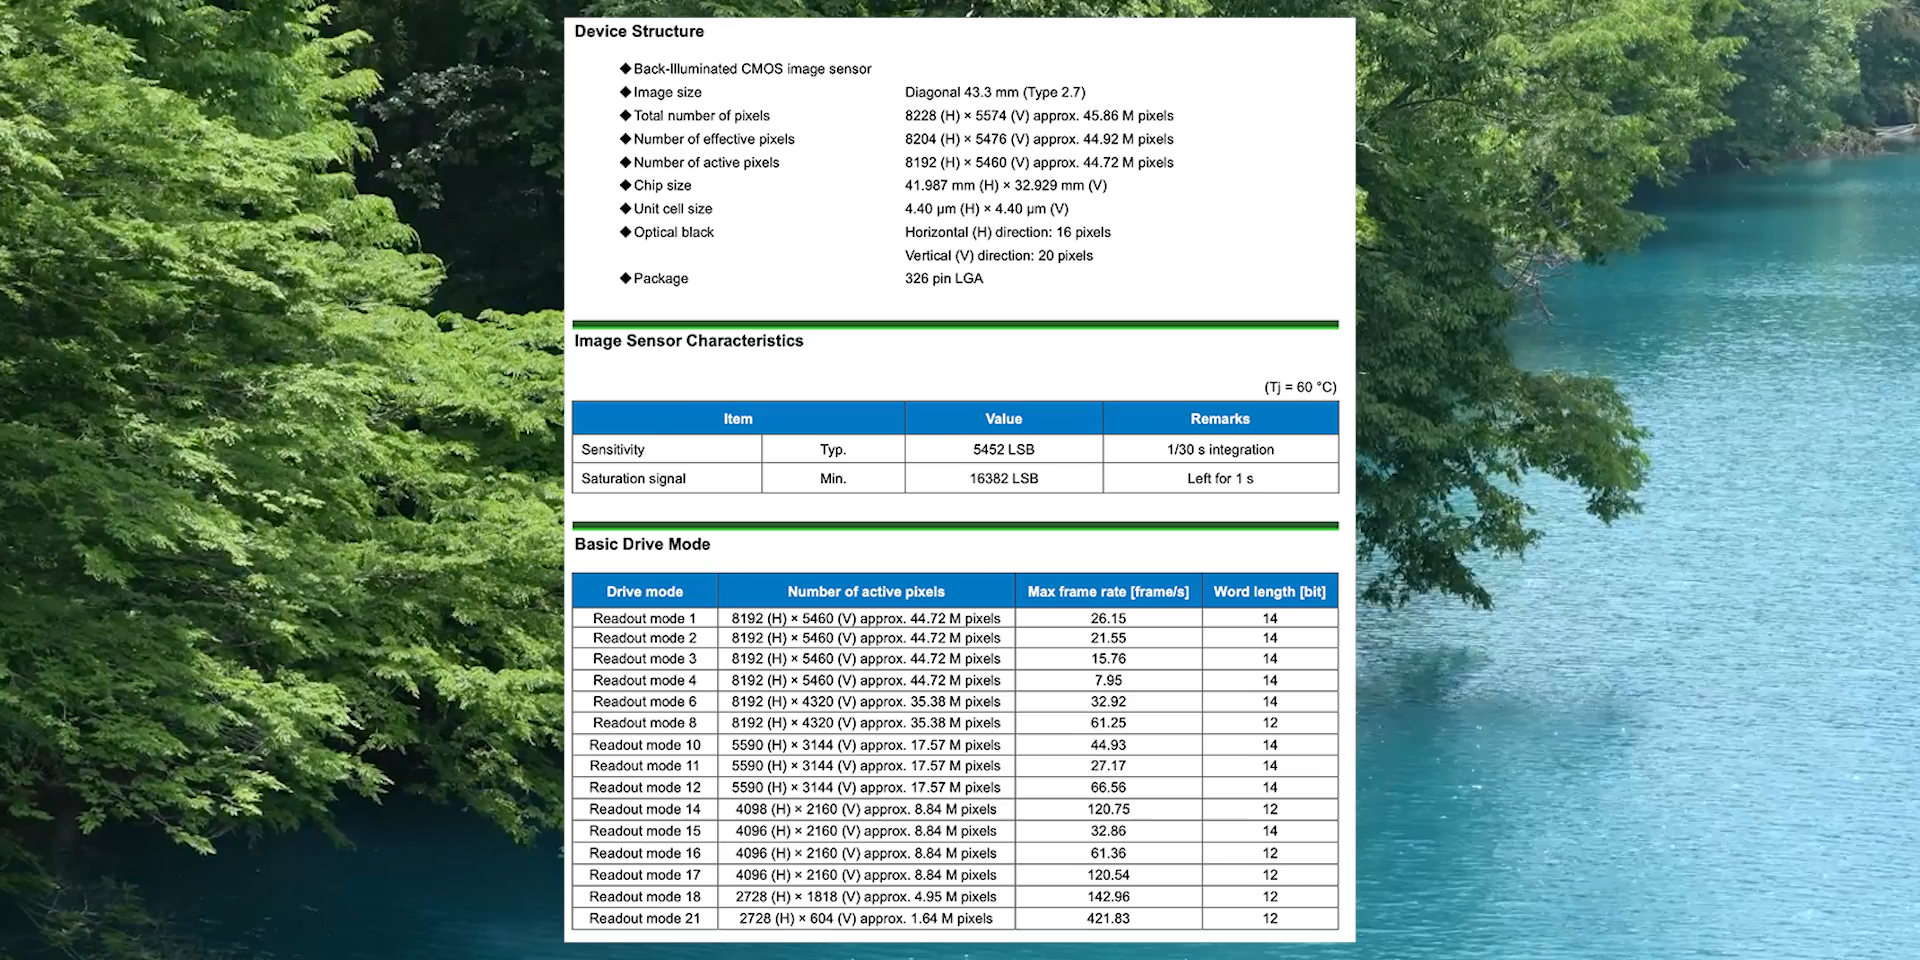 Device Structure
◆Back-Illuminated CMOS image sensor
◆Image size Diagonal 43.3 mm (Type 2.7)
◆Total number of pixels 8228 (H) × 5574 (V) approx. 45.86 M pixels
◆Number of effective pixels 8204 (H) × 5476 (V) approx. 44.92 M pixels
◆Number of active pixels 8192 (H) × 5460 (V) approx. 44.72 M pixels
◆Chip size 41.987 mm (H) × 32.929 mm (V)
◆Unit cell size 4.40 µm (H) × 4.40 µm (V)
◆Optical black Horizontal (H) direction: 16 pixels
Vertical (V) direction: 20 pixels
◆Package 326 pin LGA
Image Sensor Characteristics
(Tj = 60 °C)
Item Value Remarks
Sensitivity Typ. 5452 LSB 1/30 s integration
Saturation signal Min. 16382 LSB Left for 1 s
Basic Drive Mode
Drive mode Number of active pixels Max frame rate [frame/s] Word length [bit]
Readout mode 1 8192 (H) × 5460 (V) approx. 44.72 M pixels 26.15 14
Readout mode 2 8192 (H) × 5460 (V) approx. 44.72 M pixels 21.55 14
Readout mode 3 8192 (H) × 5460 (V) approx. 44.72 M pixels 15.76 14
Readout mode 4 8192 (H) × 5460 (V) approx. 44.72 M pixels 7.95 14
Readout mode 6 8192 (H) × 4320 (V) approx. 35.38 M pixels 32.92 14
Readout mode 8 8192 (H) × 4320 (V) approx. 35.38 M pixels 61.25 12
Readout mode 10 5590 (H) × 3144 (V) approx. 17.57 M pixels 44.93 14
Readout mode 11 5590 (H) × 3144 (V) approx. 17.57 M pixels 27.17 14
Readout mode 12 5590 (H) × 3144 (V) approx. 17.57 M pixels 66.56 14
Readout mode 14 4098 (H) × 2160 (V) approx. 8.84 M pixels 120.75 12
Readout mode 15 4096 (H) × 2160 (V) approx. 8.84 M pixels 32.86 14
Readout mode 16 4096 (H) × 2160 (V) approx. 8.84 M pixels 61.36 12
Readout mode 17 4096 (H) × 2160 (V) approx. 8.84 M pixels 120.54 12
Readout mode 18 2728 (H) × 1818 (V) approx. 4.95 M pixels 142.96 12
Readout mode 21 2728 (H) × 604 (V) approx. 1.64 M pixels 421.83 12